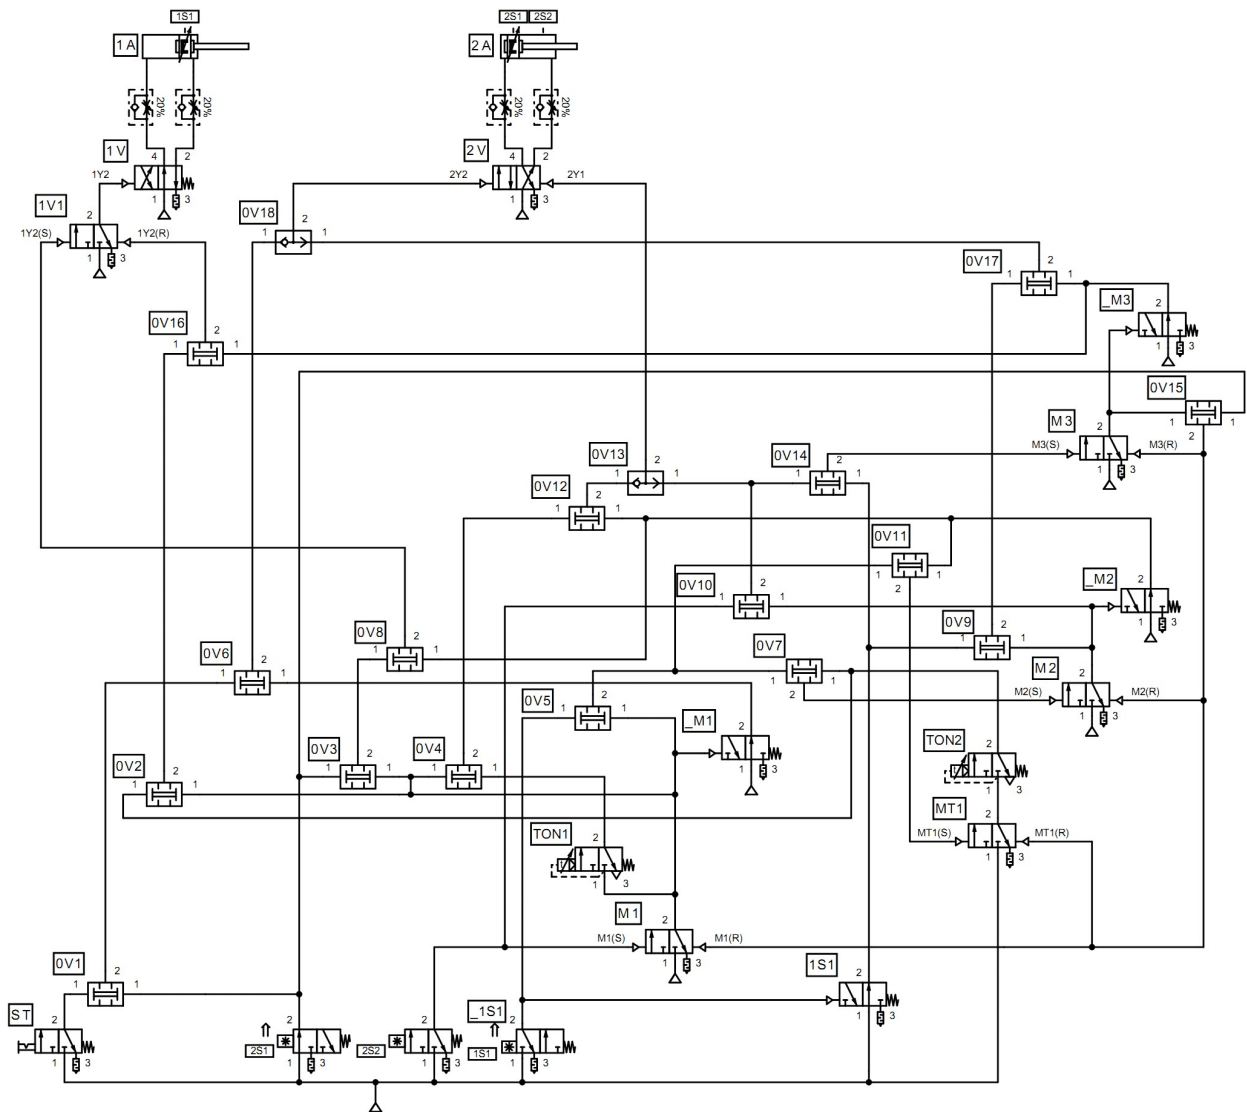 1S1
2S1 2S2
1A
2A
20% 20%
20% 20%
1V
4 2
2V
4 2
1Y2
1 3
2Y2
1 3
2Y1
1V1
2
1Y2(S)
1Y2(R)
1 3
0V18
1 2 1
0V17
1 2 1
_M3
2
1 3
0V16
1 2 1
0V15
1 1
2
M3
2
M3(S)
M3(R)
1 3
0V13
1 2 1
0V14
1 2 1
0V12
1 2 1
0V11
1 1
2
0V10
1 2 1
_M2
2
1 3
0V8
1 2 1
0V9
1 2 1
0V6
1 2 1
0V7
1 1
2
M2
2
M2(S)
M2(R)
1 3
0V5
1 2 1
_M1
2
1 3
0V3
1 2 1
0V4
1 2 1
TON2
2
1 3
0V2
1 2 1
MT1
2
MT1(S)
MT1(R)
1 3
TON1
2
1 3
M1
2
M1(S)
M1(R)
1 3
0V1
1 2 1
1S1
2
1 3
ST
2
1 3
2
2S1
1 3
2
2S2
1 3
_1S1
2
1S1
1 3